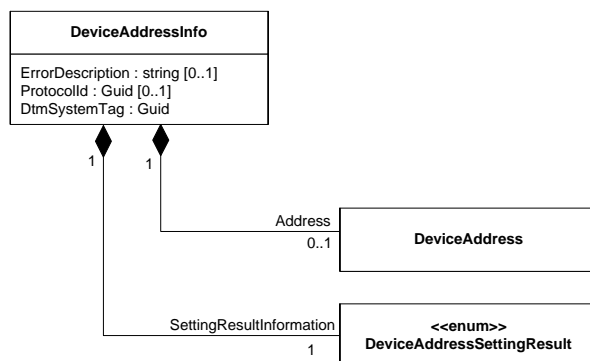 DeviceAddressInfo
ErrorDescription : string [0..1]
ProtocolId : Guid [0..1]
DtmSystemTag : Guid
1
1
Address
0..1
DeviceAddress
SettingResultInformation
1
<<enum>>
DeviceAddressSettingResult